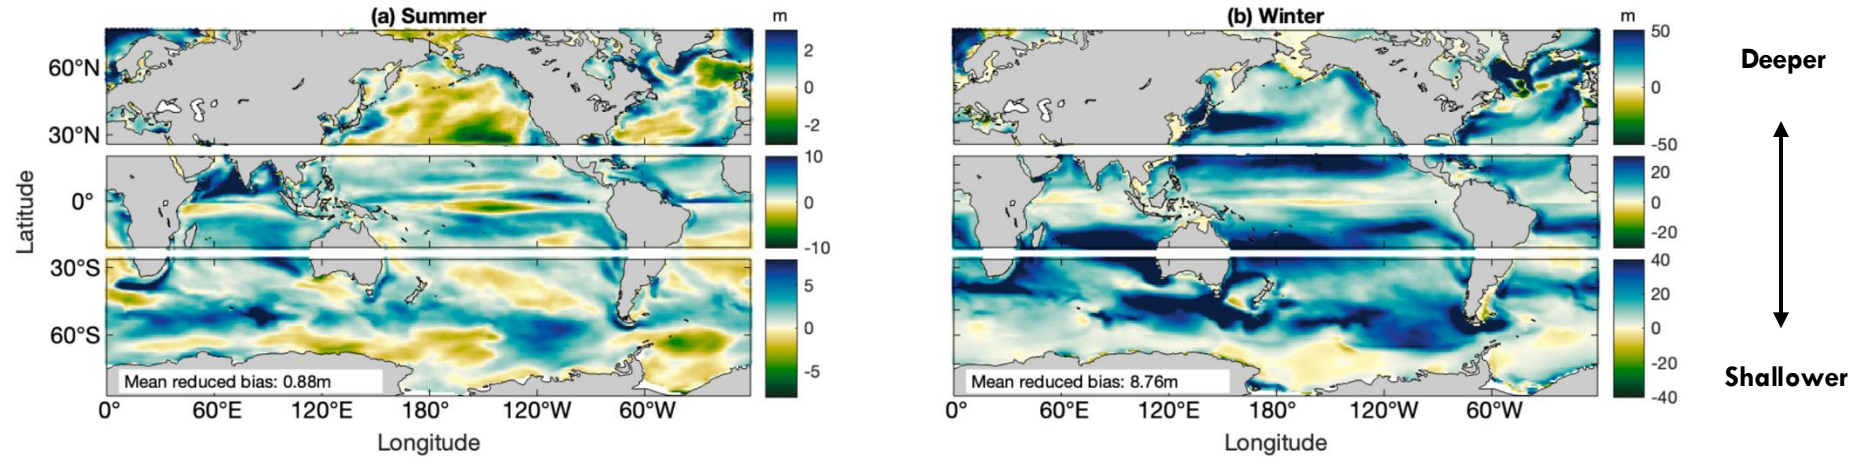 (a) Summer
m
60°N
30°N
2
0
-2
10
0
-10
0°
30°S
60°S
5
0
-5
Mean reduced bias: 0.88m
0°
60°E
120°E
180°
120°W
60°W
Longitude
Latitude
(b) Winter
m
50
0
-50
20
0
-20
40
20
0
-20
-40
Mean reduced bias: 8.76m
0°
60°E
120°E
180°
120°W
60°W
Longitude
Deeper
Shallower